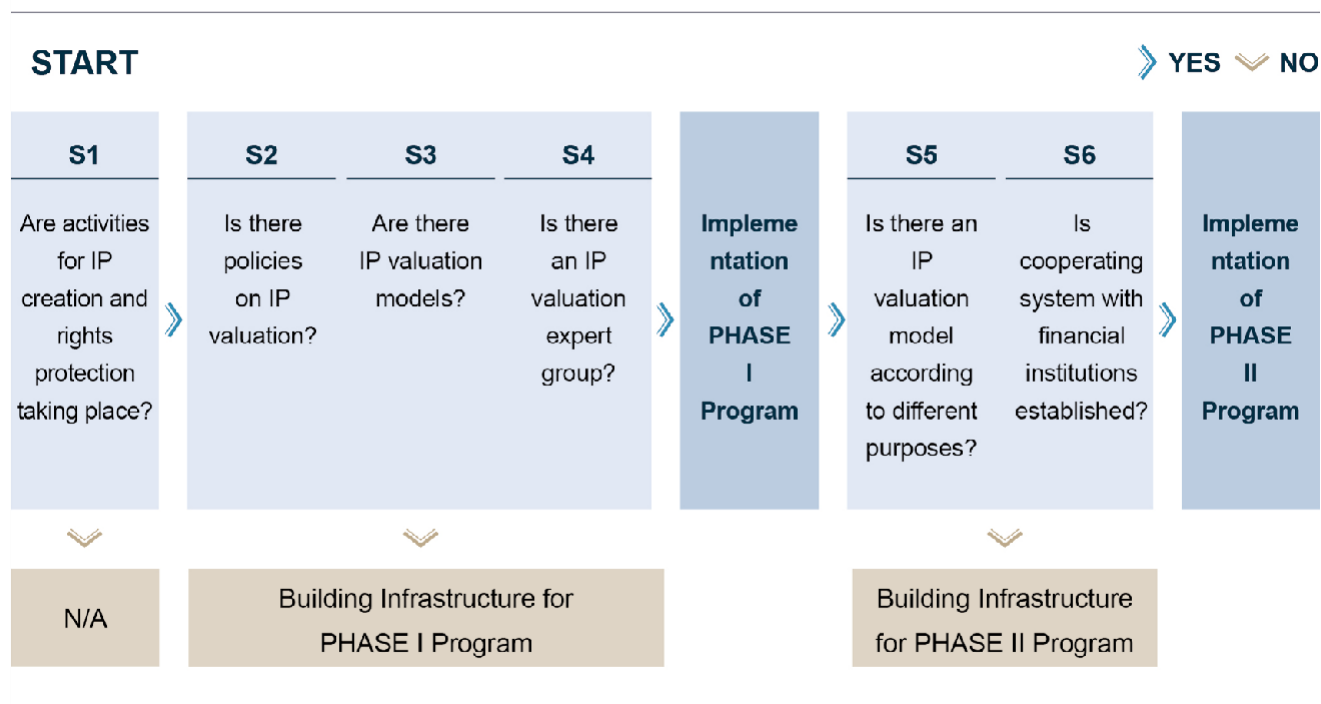 START
YES
NO
S1
Are activities
for IP
creation and
rights
protection
taking place?
S2
Is there
policies
on IP
valuation?
S3
Are there
IP valuation
models?
S4
Is there
an IP
valuation
expert
group?
Impleme
ntation
of
PHASE
I
Program
S5
Is there an
IP
valuation
model
according
to different
purposes?
S6
Is
cooperating
system with
financial
institutions
established?
Impleme
ntation
of
PHASE
II
Program
N/A
Building Infrastructure for
PHASE I Program
Building Infrastructure
for PHASE II Program